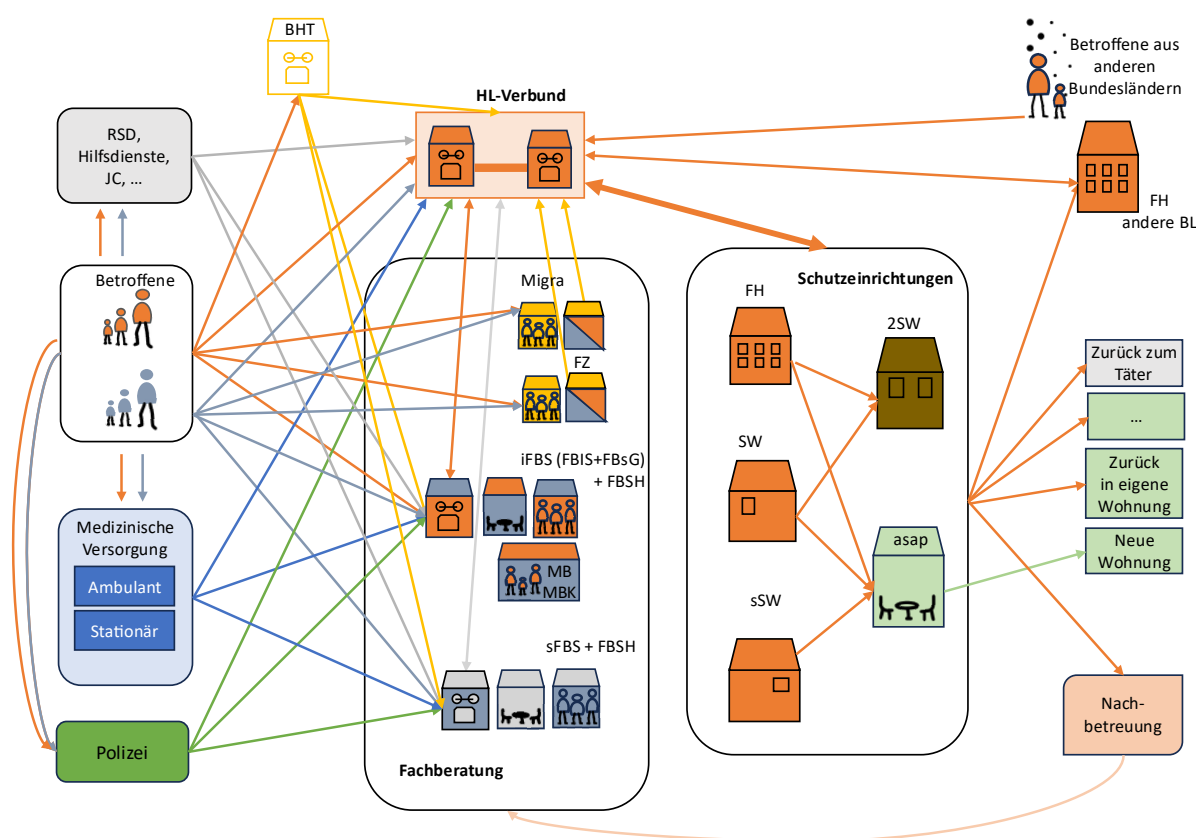 BHT
HL-Verbund
Betroffene aus
anderen
Bundesländern
RSD,
Hilfsdienste,
JC, ...
FH
andere BL
Betroffene
Migra
FZ
iFBS (FBIS+FBsG)
+ FBSH
MB
MBK
sFBS + FBSH
Fachberatung
Medizinische
Versorgung
Ambulant
Stationär
Polizei
Schutzeinrichtungen
FH
2SW
SW
asap
sSW
Zurück zum
Täter
...
Zurück
in eigene
Wohnung
Neue
Wohnung
Nach-
betreuung